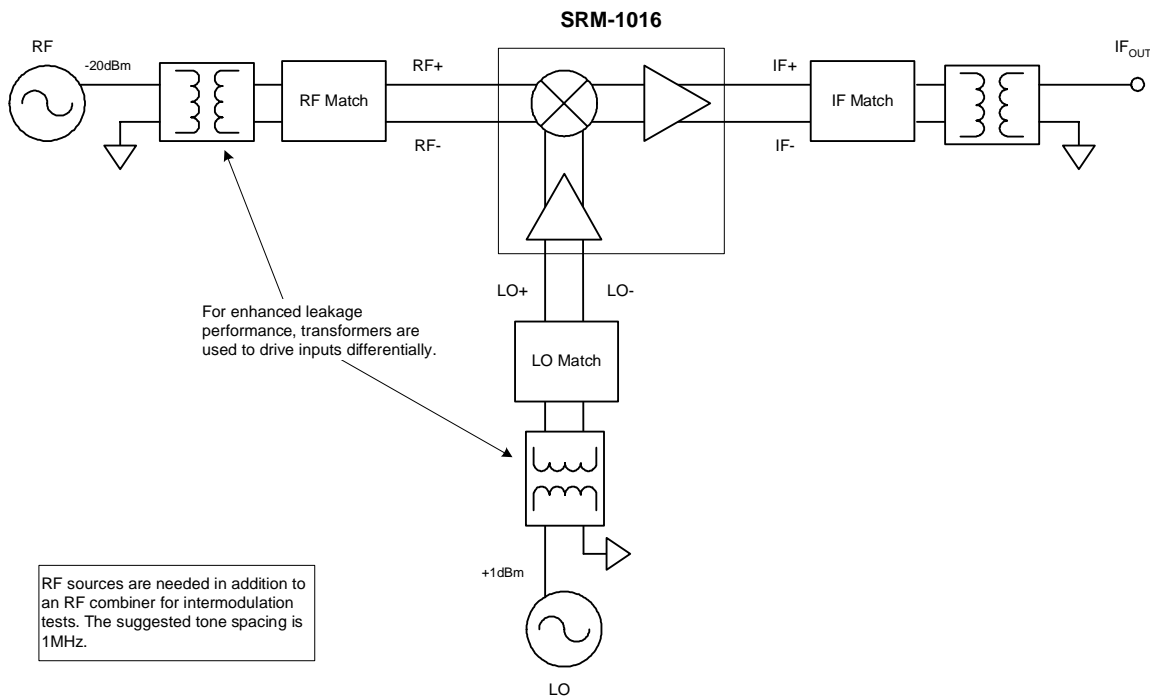 SRM-1016
RF
-20dBm
RF Match
RF+
RF-
IF+
IF-
IF Match
IFOUT
LO+
LO-
For enhanced leakage
performance, transformers are
used to drive inputs differentially.
LO Match
+1dBm
RF sources are needed in addition to
an RF combiner for intermodulation
tests. The suggested tone spacing is
1MHz.
LO